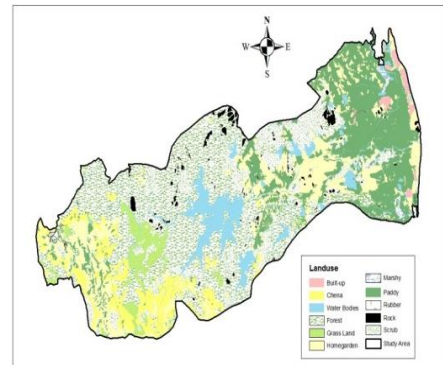 N
W E
S
Landuse
Built-up
Chena
Water Bodies
Forest
Grass Land
Homegarden
Marshy
Paddy
Rubber
Rock
Scrub
Study Area